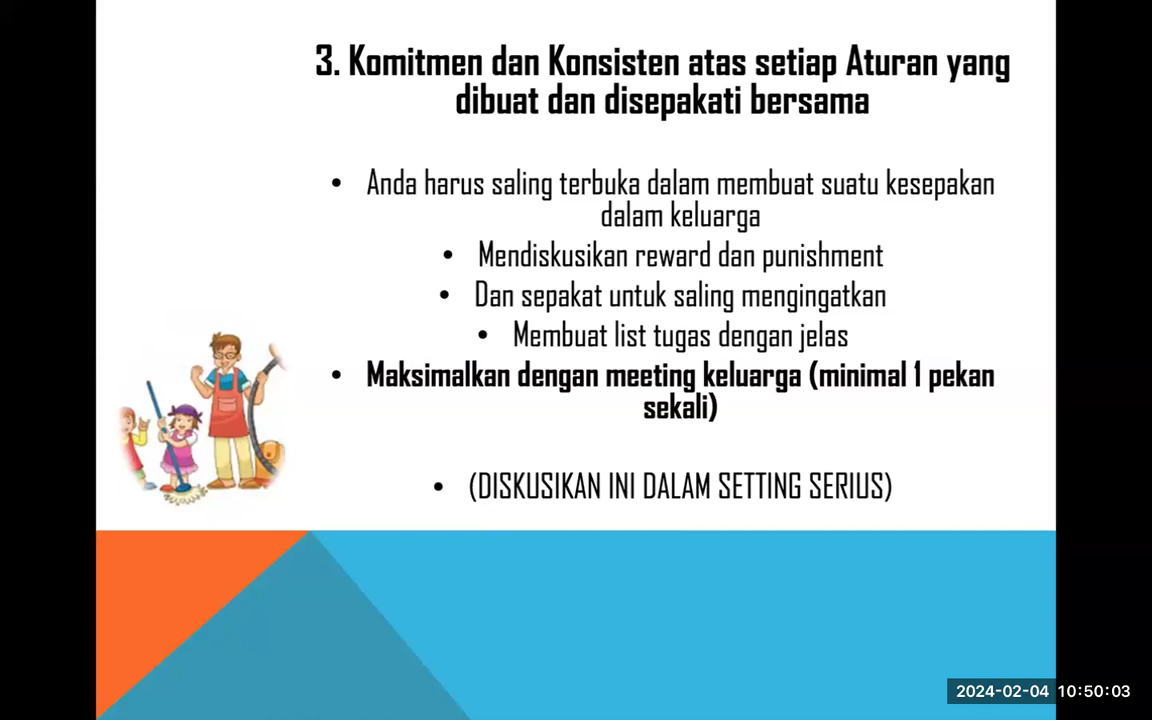 3. Komitmen dan Konsisten atas setiap Aturan yang
dibuat dan disepakati bersama
• Anda harus saling terbuka dalam membuat suatu kesepakan
dalam keluarga
• Mendiskusikan reward dan punishment
• Dan sepakat untuk saling mengingatkan
• Membuat list tugas dengan jelas
• Maksimalkan dengan meeting keluarga (minimal 1 pekan
sekali)
• (DISKUSIKAN INI DALAM SETTING SERIUS)
2024-02-04 10:50:03